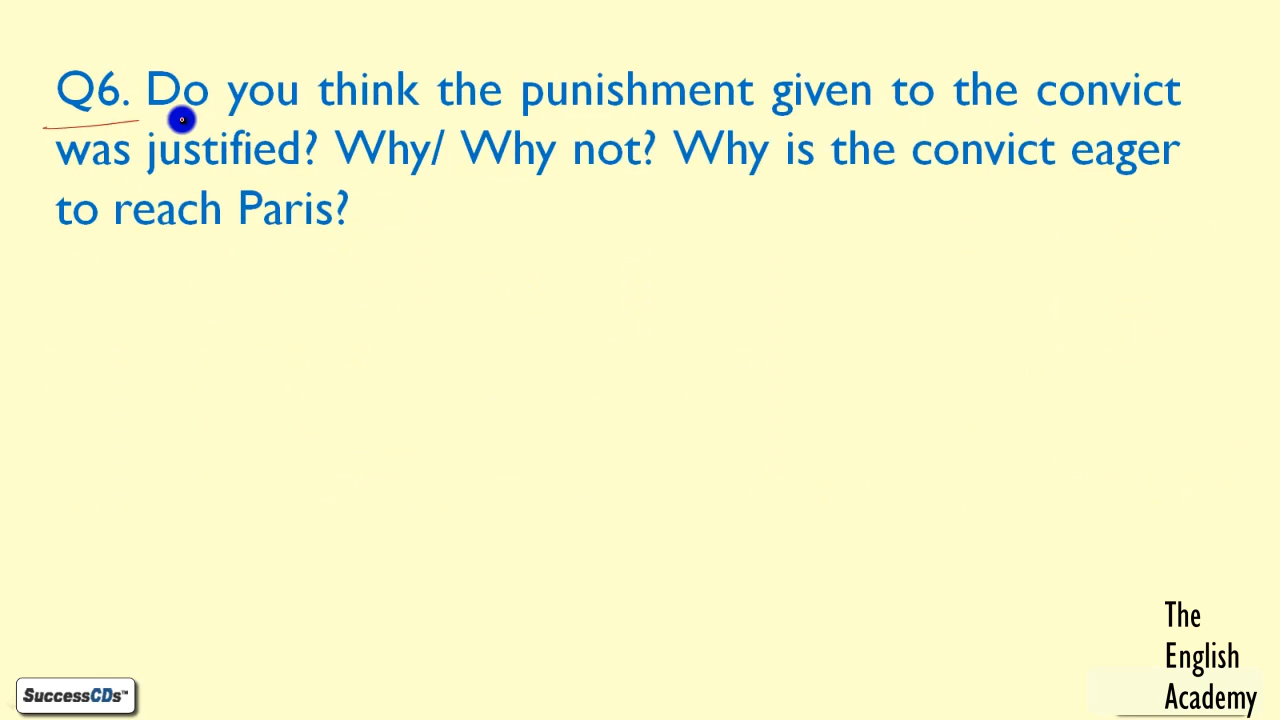 Q6. Do you think the punishment given to the convict
was justified? Why/ Why not? Why is the convict eager
to reach Paris?
The
English
Academy
SuccessCDs™